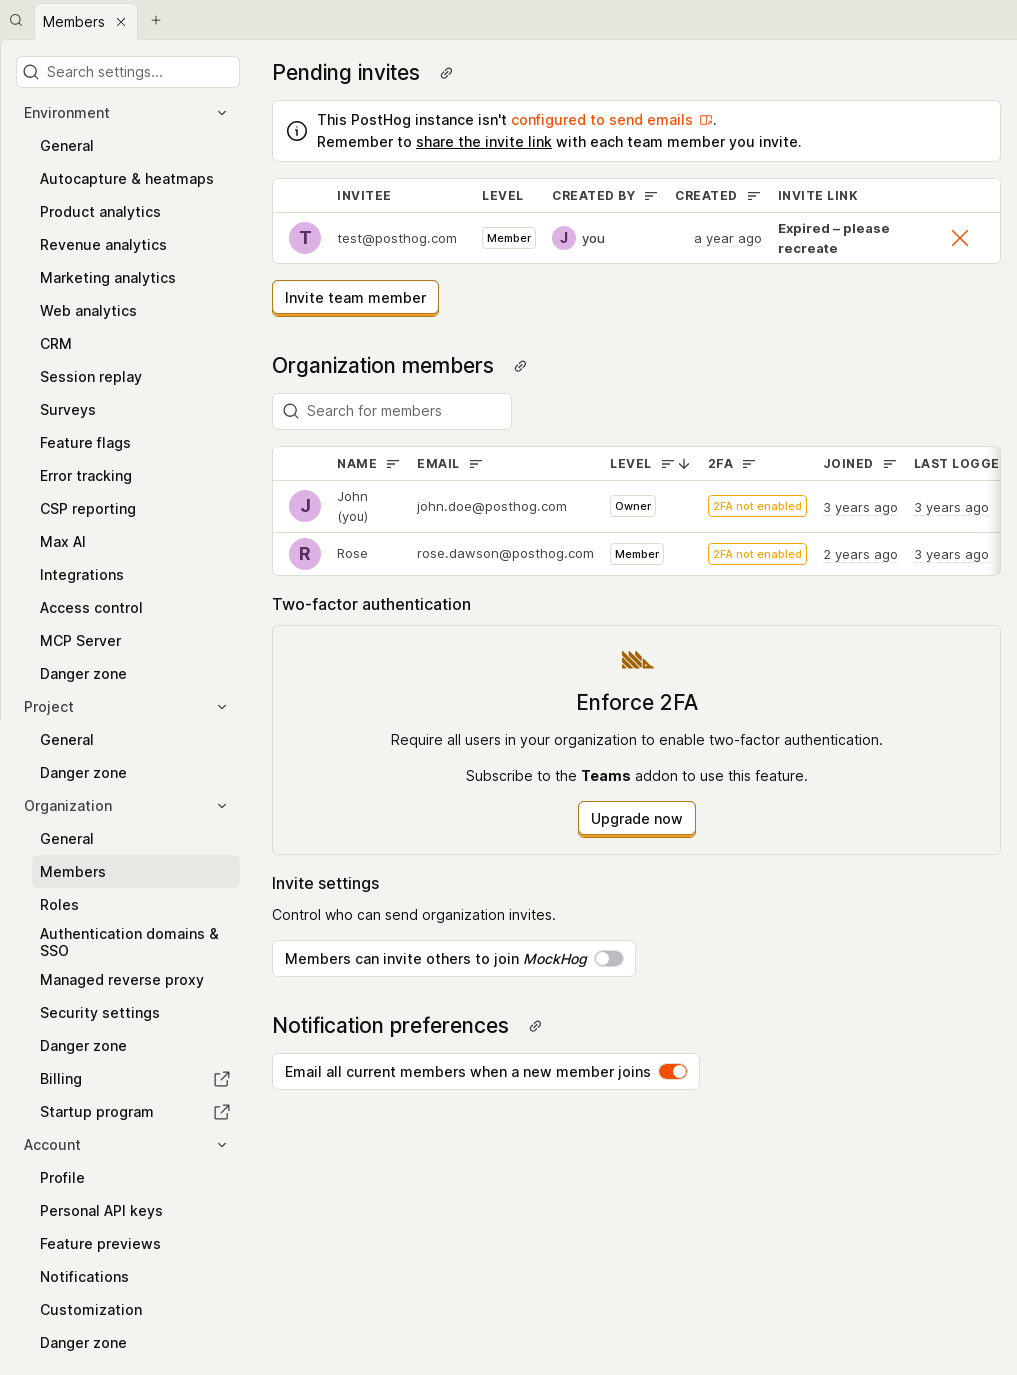 Members
Search settings...
Environment
General
Autocapture & heatmaps
Product analytics
Revenue analytics
Marketing analytics
Web analytics
CRM
Session replay
Surveys
Feature flags
Error tracking
CSP reporting
Max AI
Integrations
Access control
MCP Server
Danger zone
Project
General
Danger zone
Organization
General
Members
Roles
Authentication domains &
SSO
Managed reverse proxy
Security settings
Danger zone
Billing
Startup program
Account
Profile
Personal API keys
Feature previews
Notifications
Customization
Danger zone
Pending invites
This PostHog instance isn't configured to send emails .
Remember to share the invite link with each team member you invite.
INVITEE LEVEL CREATED BY CREATED INVITE LINK
T test@posthog.com Member J you a year ago Expired – please
recreate
Invite team member
Organization members
Search for members
NAME EMAIL LEVEL 2FA JOINED LAST LOGGE
J John john.doe@posthog.com Owner 2FA not enabled 3 years ago 3 years ago
(you)
R Rose rose.dawson@posthog.com Member 2FA not enabled 2 years ago 3 years ago
Two-factor authentication
Enforce 2FA
Require all users in your organization to enable two-factor authentication.
Subscribe to the Teams addon to use this feature.
Upgrade now
Invite settings
Control who can send organization invites.
Members can invite others to join MockHog
Notification preferences
Email all current members when a new member joins